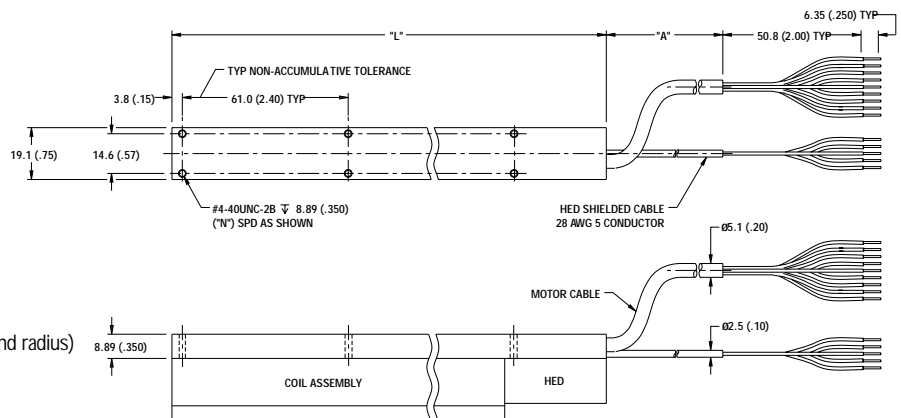 6.35 (.250) TYP
"L"
"A"
50.8 (2.00) TYP
TYP NON-ACCUMULATIVE TOLERANCE
3.8 (.15)
61.0 (2.40) TYP
19.1 (.75)
14.6 (.57)
#4-40UNC-2B ↧ 8.89 (.350)
("N") SPD AS SHOWN
HED SHIELDED CABLE
28 AWG 5 CONDUCTOR
Ø5.1 (.20)
MOTOR CABLE
nd radius)
8.89 (.350)
Ø2.5 (.10)
COIL ASSEMBLY
HED